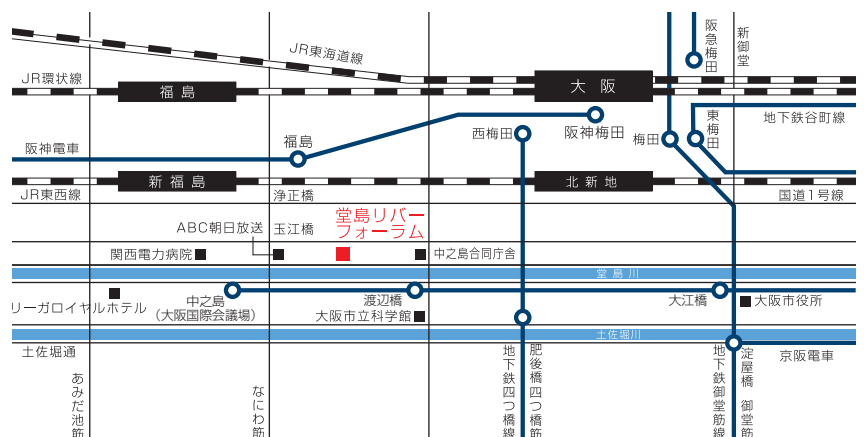 JR東海道線
阪急梅田
新御堂
JR環状線
福島
大阪
地下鉄谷町線
東梅田
阪神梅田
梅田
西梅田
福島
阪神電車
新福島
北新地
JR東西線
浄正橋
国道1号線
堂島リバー
フォーラム
ABC朝日放送
玉江橋
関西電力病院
中之島合同庁舎
堂島川
リーガロイヤルホテル
中之島
(大阪国際会議場)
渡辺橋
大阪市立科学館
大江橋
大阪市役所
土佐堀川
土佐堀通
京阪電車
あみだ池筋
なにわ筋
地下鉄四つ橋線
肥後橋
四つ橋筋
地下鉄御堂筋線
淀屋橋
御堂筋